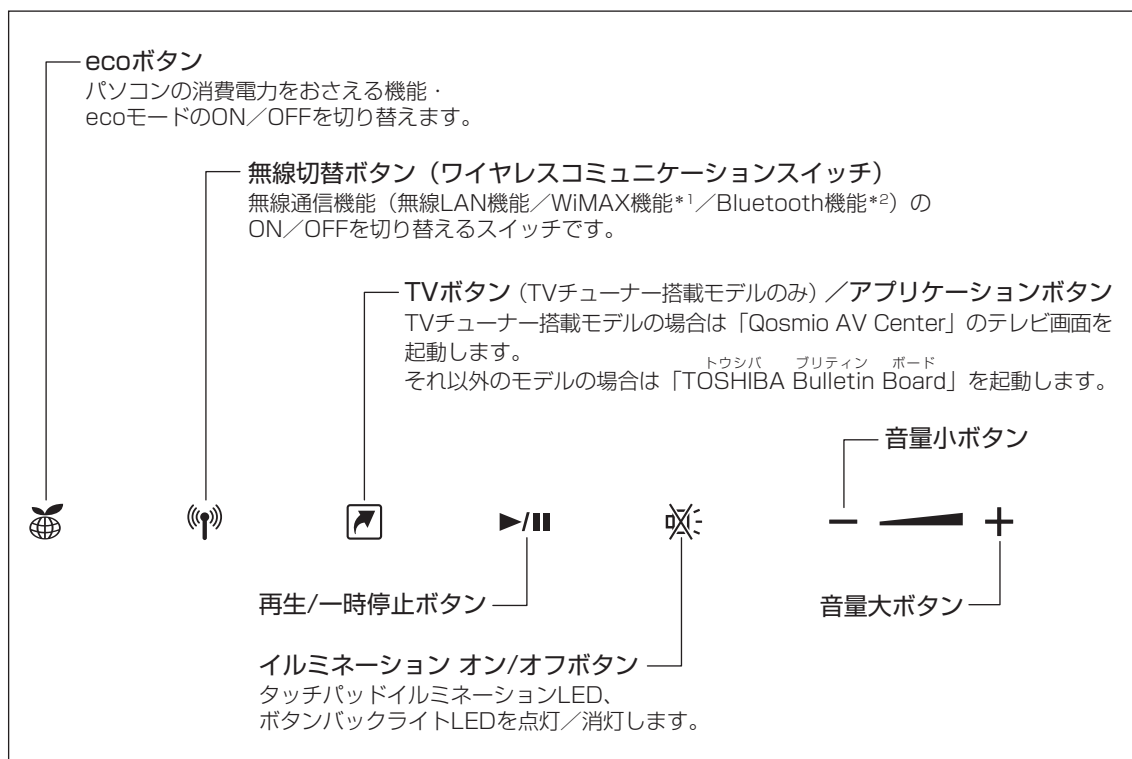 ecoボタン
パソコンの消費電力をおさえる機能・
ecoモードのON／OFFを切り替えます。
無線切替ボタン（ワイヤレスコミュニケーションスイッチ）
無線通信機能（無線LAN機能／WiMAX機能*1／Bluetooth機能*2）の
ON／OFFを切り替えるスイッチです。
TVボタン（TVチューナー搭載モデルのみ）／アプリケーションボタン
TVチューナー搭載モデルの場合は「Qosmio AV Center」のテレビ画面を
起動します。
トウシバ ブリティン ボード
それ以外のモデルの場合は「TOSHIBA Bulletin Board」を起動します。
音量小ボタン
再生/一時停止ボタン
音量大ボタン
イルミネーション オン/オフボタン
タッチパッドイルミネーションLED、
ボタンバックライトLEDを点灯／消灯します。